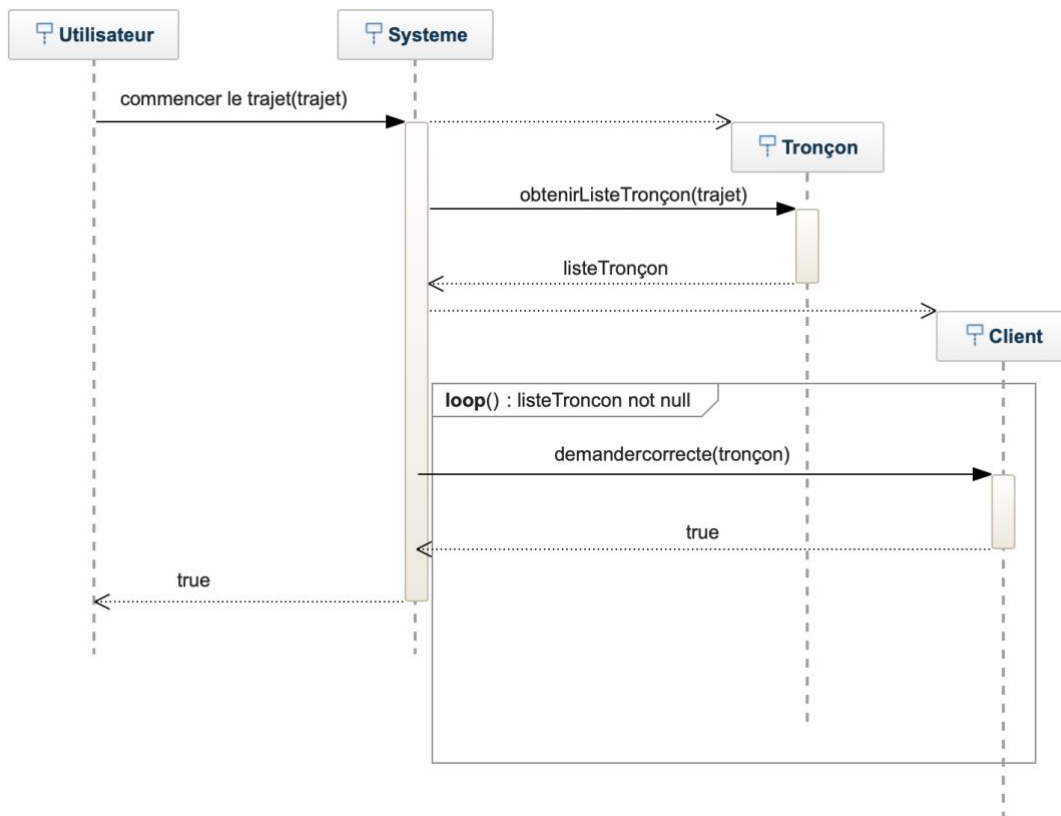 Utilisateur
Systeme
commencer le trajet(trajet)
Tronçon
obtenirListeTronçon(trajet)
listeTronçon
Client
loop() : listeTroncon not null
demandercorrecte(tronçon)
true
true